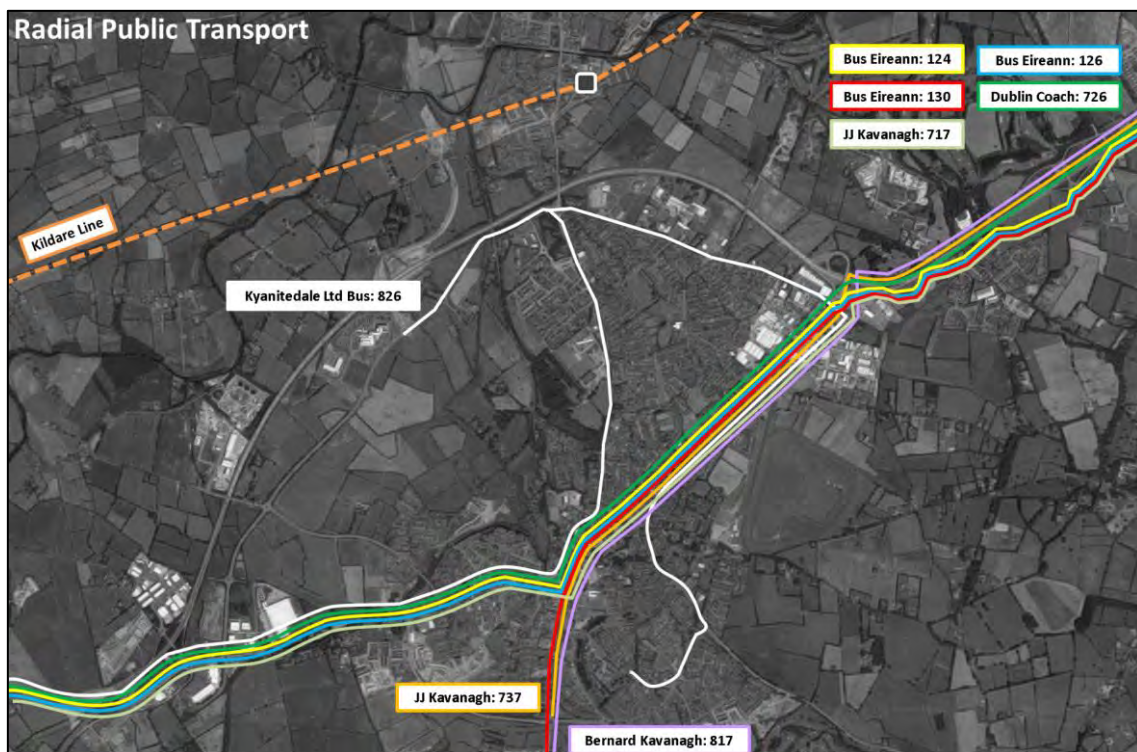 Radial Public Transport
Bus Eireann: 124
Bus Eireann: 126
Bus Eireann: 130
Dublin Coach: 726
JJ Kavanagh: 717
Kildare Line
Kyanitedale Ltd Bus: 826
JJ Kavanagh: 737
Bernard Kavanagh: 817